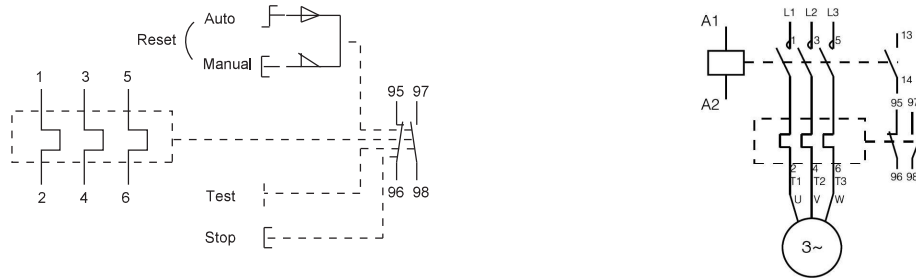 Auto
Reset
Manual
1 3 5
95 97
2 4 6
96 98
Test
Stop
L1 L2 L3
A1
1 3 5
13
14
A2
95 97
2 4 6
96 98
T1 T2 T3
U V W
3~